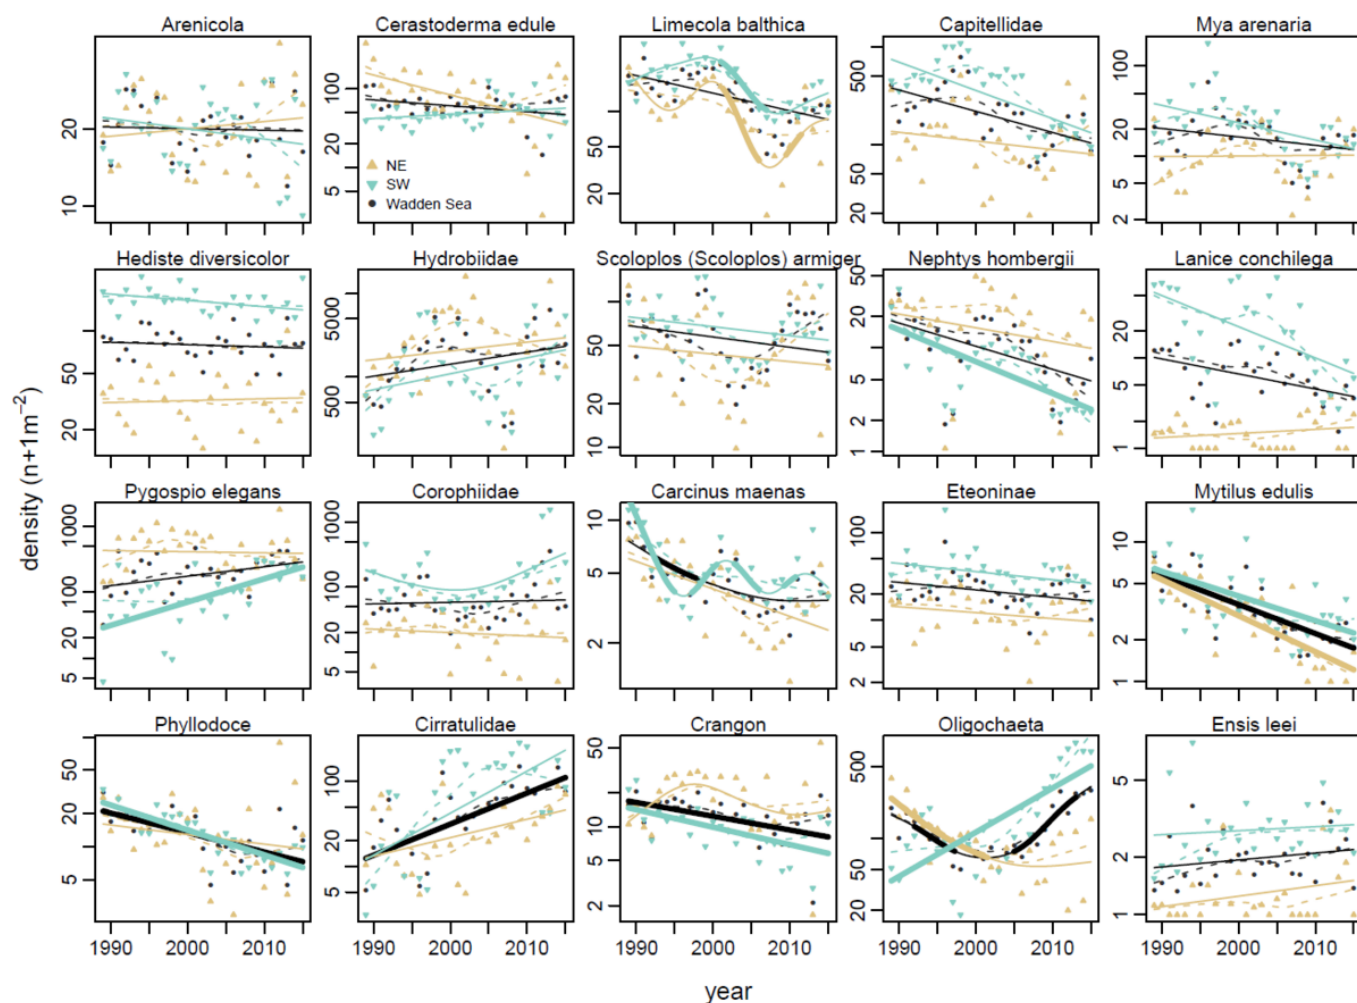 Arenicola Cerastoderma edule Limecola balthica Capitellidae Mya arenaria
10 20
5 20 50 100
20 50
20 50 500
2 5 10 20 100
NE
SW
Wadden Sea
Hediste diversicolor Hydrobiidae Scoloplos (Scoloplos) armiger Nephtys hombergii Lanice conchilega
20 50
500 5000
10 20 50
1 2 5 20 50
1 5 20
density (n+1m−2)
Pygospio elegans Corophiidae Carcinus maenas Eteoninae Mytilus edulis
5 20 100 1000
5 20 100 1000
2 5 10
2 5 20 100
1 2 5 10
Phyllodoce Cirratulidae Crangon Oligochaeta Ensis leei
5 10 20 50
5 20 100
2 5 10 50
20 50 500
1 2 5
1990 2000 2010 1990 2000 2010 1990 2000 2010 1990 2000 2010 1990 2000 2010
year